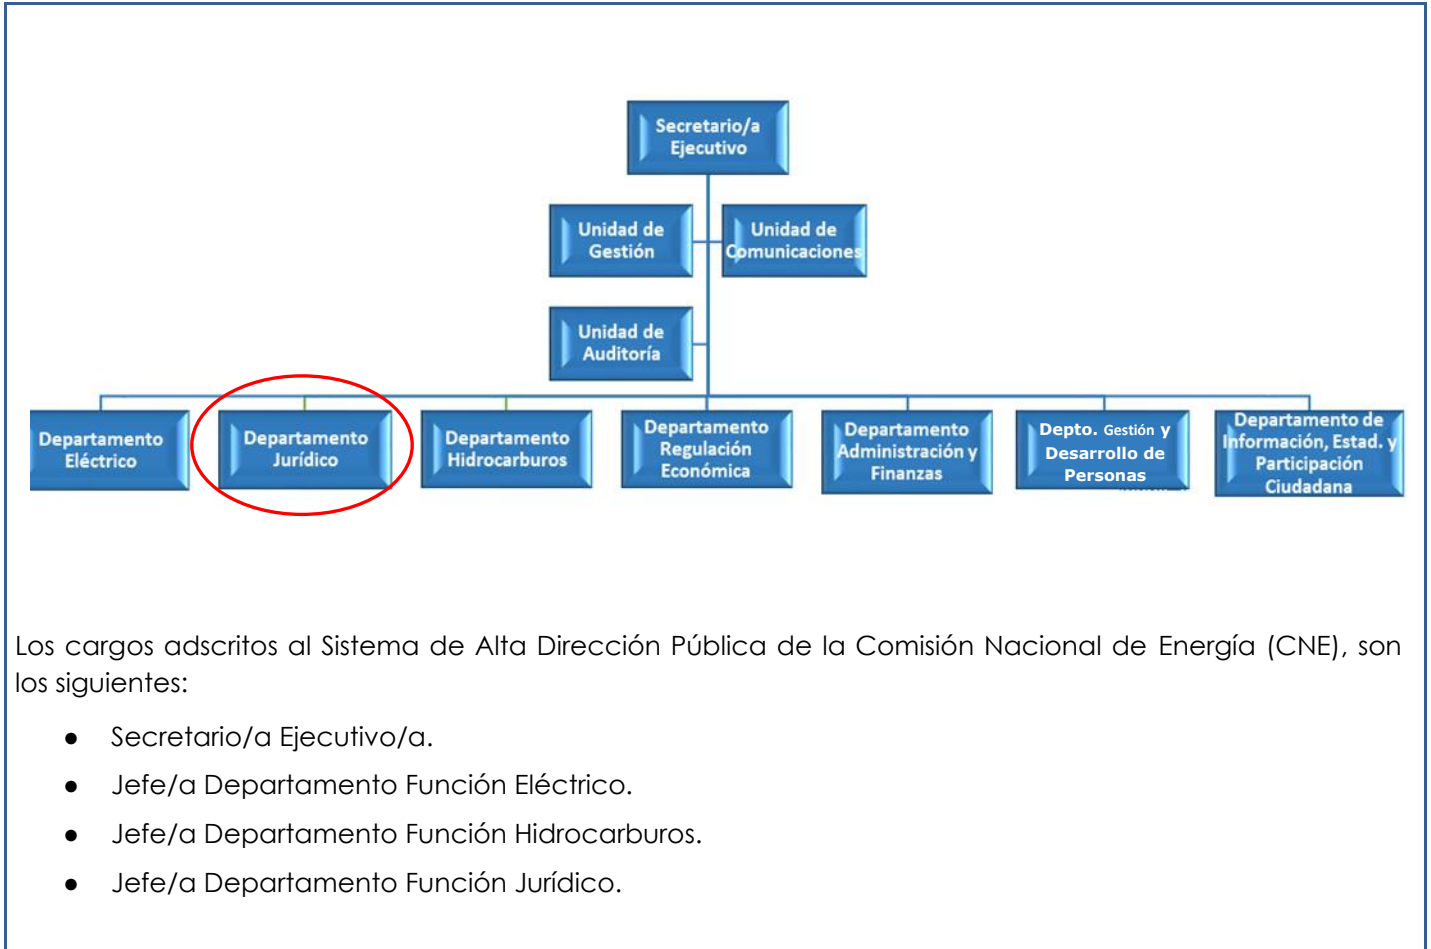 Secretario/a
Ejecutivo
Unidad de
Gestión
Unidad de
Comunicaciones
Unidad de
Auditoría
Departamento
Eléctrico
Departamento
Jurídico
Departamento
Hidrocarburos
Departamento
Regulación
Económica
Departamento
Administración y
Finanzas
Depto. Gestión y
Desarrollo de
Personas
Departamento de
Información, Estad. y
Participación
Ciudadana
Los cargos adscritos al Sistema de Alta Dirección Pública de la Comisión Nacional de Energía (CNE), son
los siguientes:
● Secretario/a Ejecutivo/a.
● Jefe/a Departamento Función Eléctrico.
● Jefe/a Departamento Función Hidrocarburos.
● Jefe/a Departamento Función Jurídico.